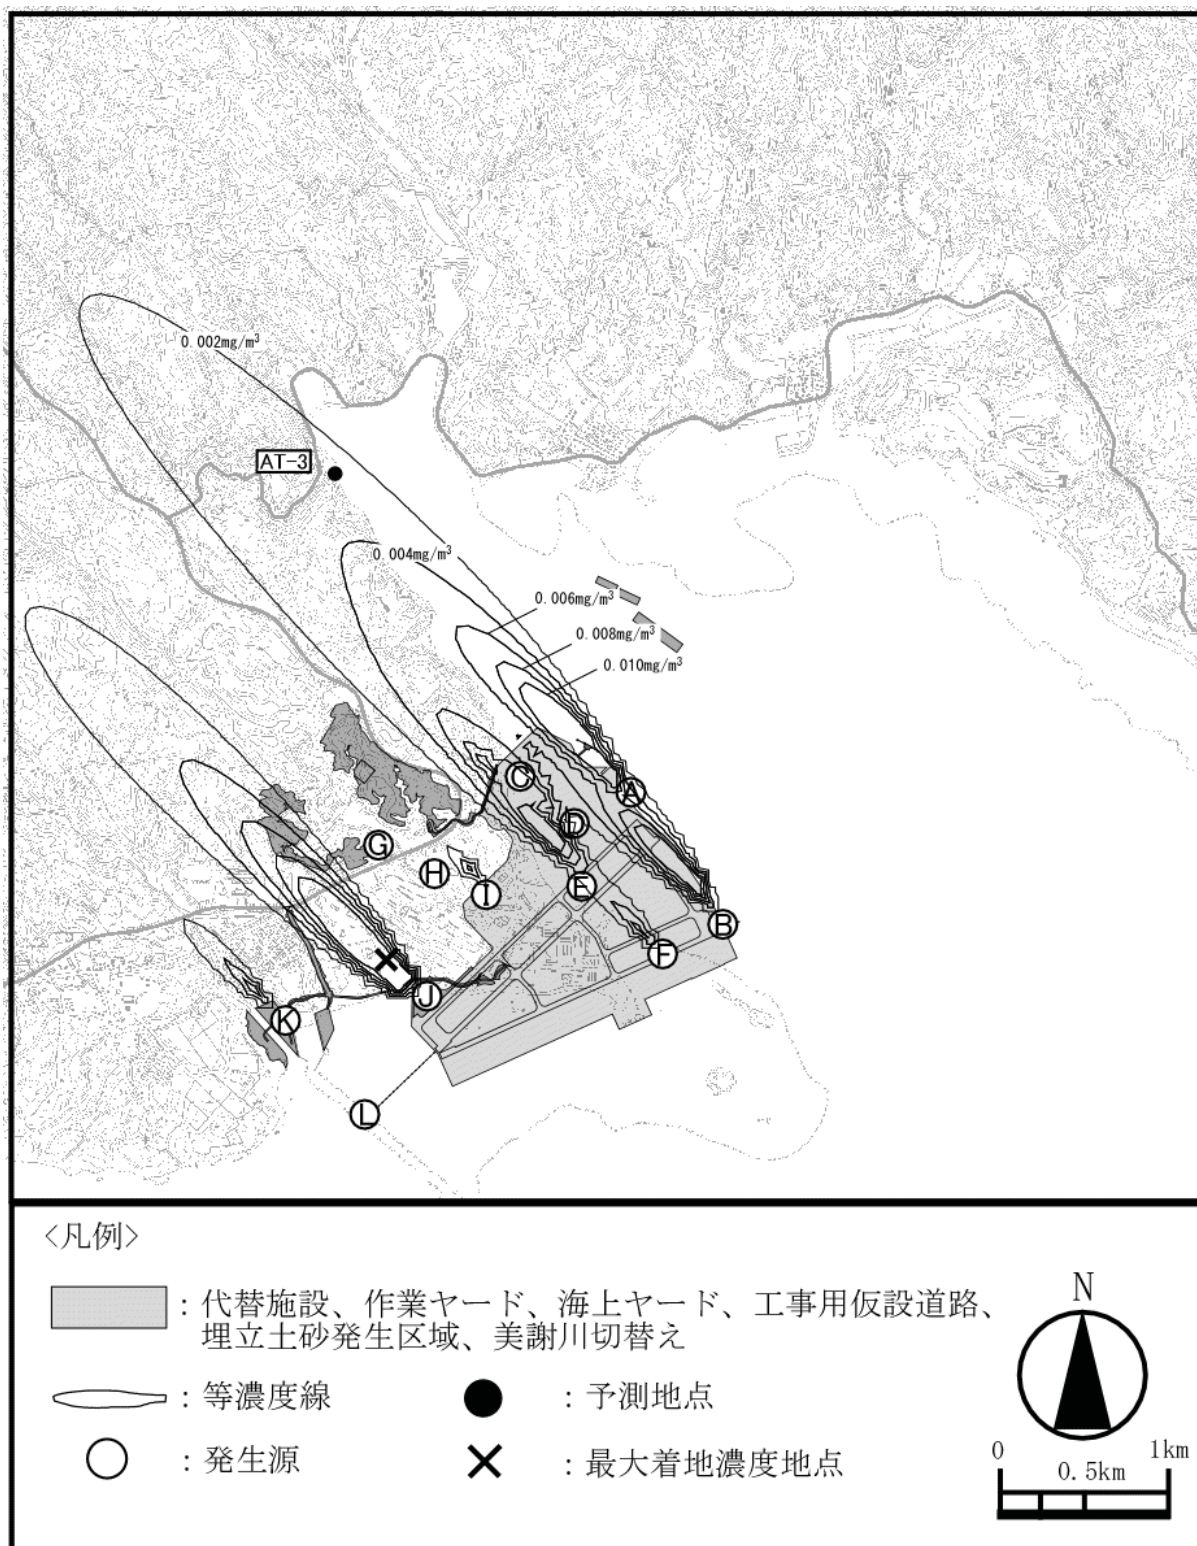 0.002mg/m³
AT-3
0.004mg/m³
0.006mg/m³
0.008mg/m³
0.010mg/m³
C
A
D
G
H
E
I
B
F
J
K
L
<凡例>
：代替施設、作業ヤード、海上ヤード、工事用仮設道路、
埋立土砂発生区域、美謝川切替え
：等濃度線
：予測地点
：発生源
：最大着地濃度地点
N
0
1km
0.5km